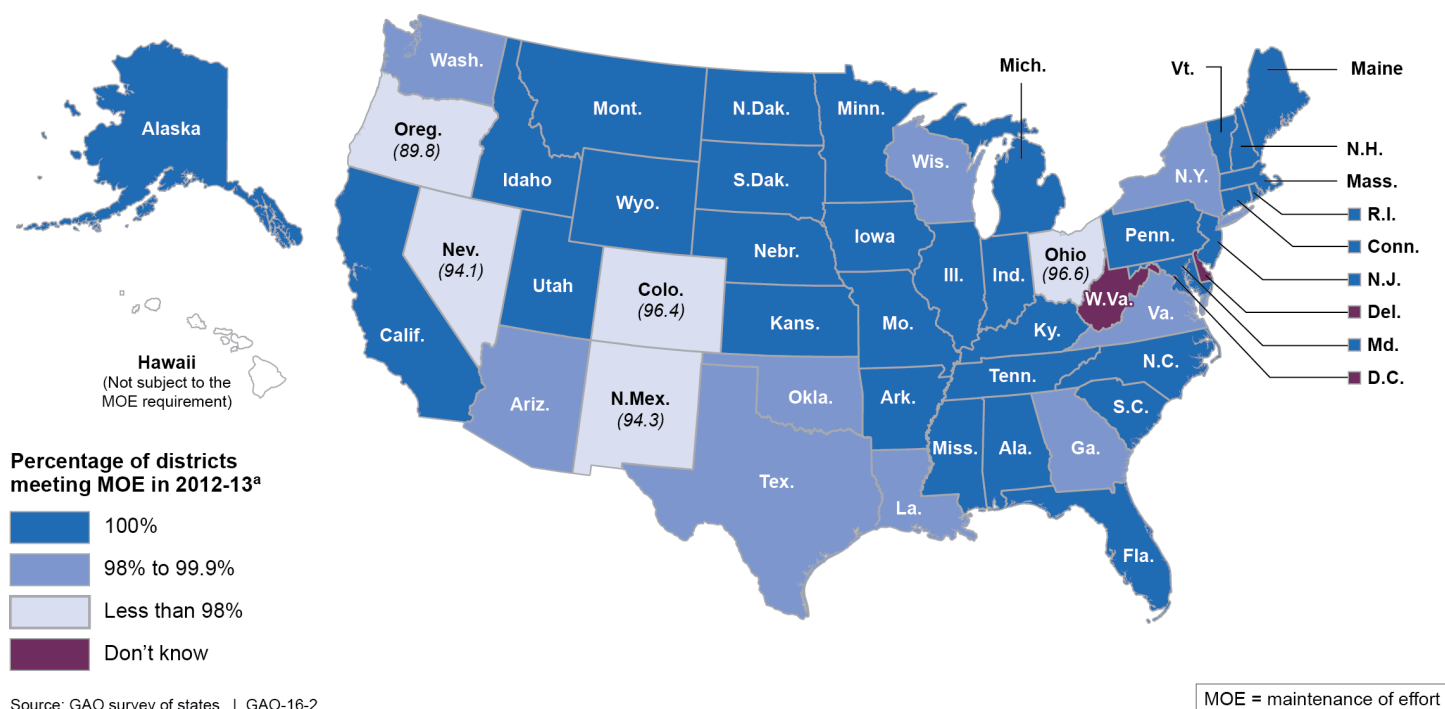 Alaska
Hawaii
(Not subject to the
MOE requirement)
Wash.
Oreg.
(89.8)
Calif.
Nev.
(94.1)
Idaho
Mont.
Wyo.
Utah
Colo.
(96.4)
Ariz.
N.Mex.
(94.3)
N.Dak.
S.Dak.
Nebr.
Kans.
Okla.
Tex.
Minn.
Iowa
Mo.
Ark.
La.
Wis.
Ill.
Mich.
Ind.
Ohio
(96.6)
Ky.
Tenn.
Miss.
Ala.
Ga.
Fla.
S.C.
N.C.
Va.
W.Va.
Penn.
N.Y.
Vt.
Maine
N.H.
Mass.
R.I.
Conn.
N.J.
Del.
Md.
D.C.
Percentage of districts
meeting MOE in 2012-13ᵃ
100%
98% to 99.9%
Less than 98%
Don’t know
Source: GAO survey of states. | GAO-16-2
MOE = maintenance of effort